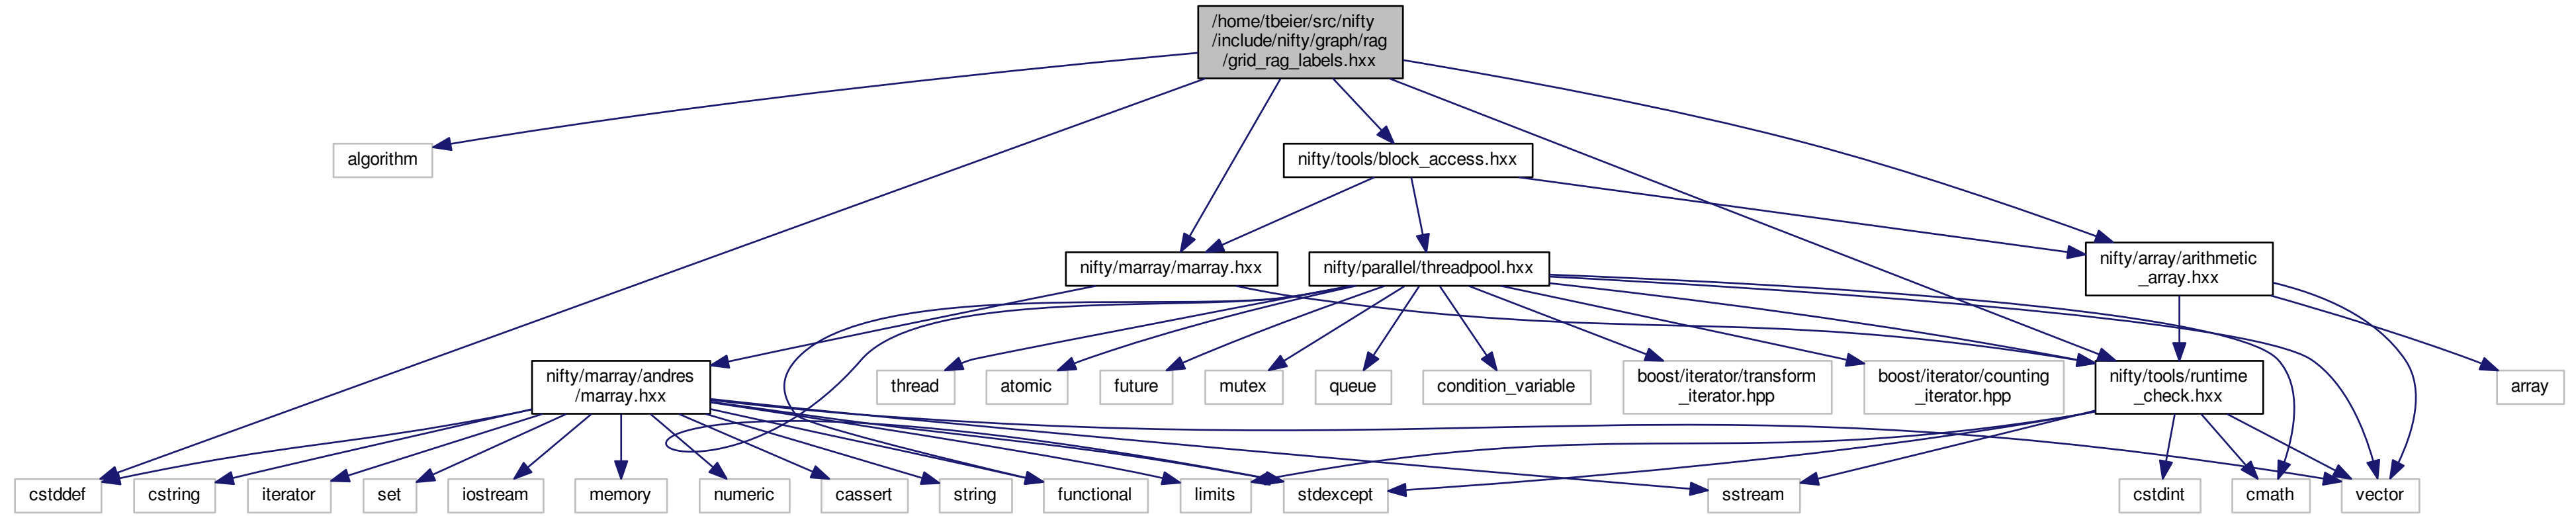 /home/tbeier/src/nifty
/include/nifty/graph/rag
/grid_rag_labels.hxx
algorithm
nifty/tools/block_access.hxx
nifty/marray/marray.hxx
nifty/parallel/threadpool.hxx
nifty/array/arithmetic
_array.hxx
nifty/marray/andres
/marray.hxx
thread
atomic
future
mutex
queue
condition_variable
boost/iterator/transform
_iterator.hpp
boost/iterator/counting
_iterator.hpp
nifty/tools/runtime
_check.hxx
array
cstddef
cstring
iterator
set
iostream
memory
numeric
cassert
string
functional
limits
stdexcept
sstream
cstdint
cmath
vector